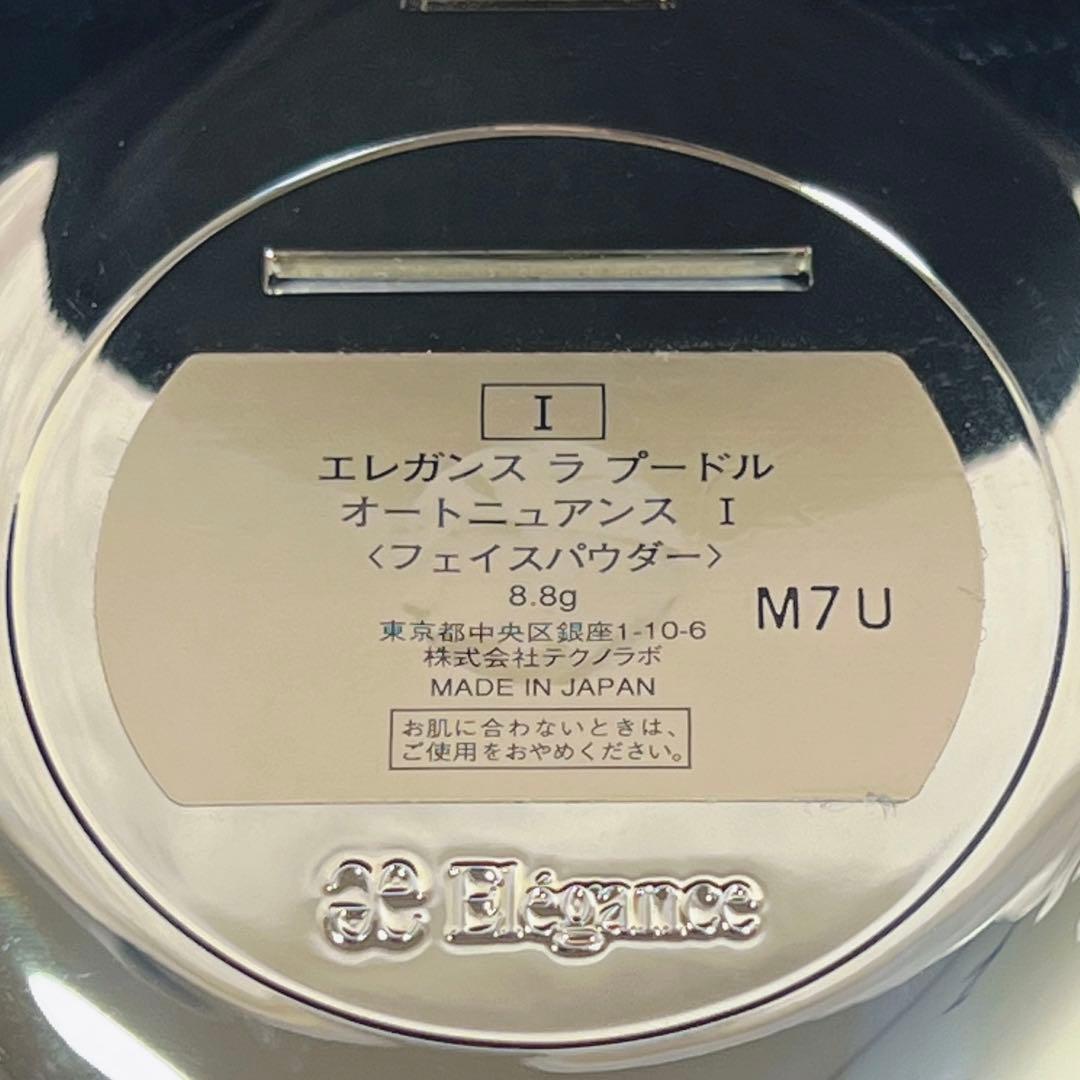 I
エレガンス ラ プードル
オートニュアンス I
〈フェイスパウダー〉
8.8g
M7U
東京都中央区銀座1-10-6
株式会社テクノラボ
MADE IN JAPAN
お肌に合わないときは、
ご使用をおやめください。
Elégance